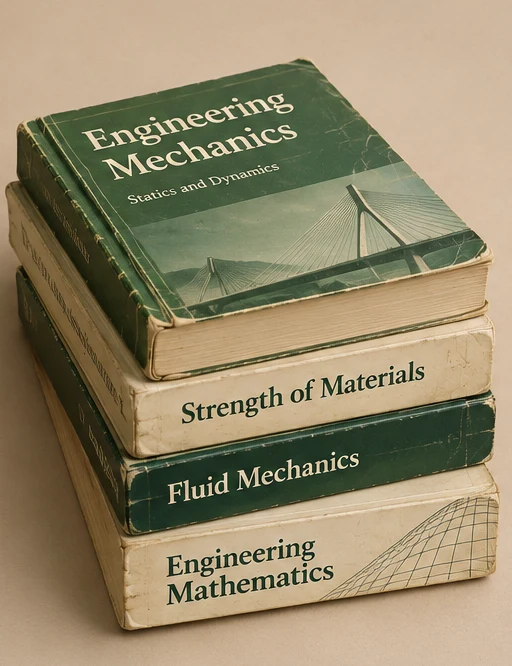 Engineering
Mechanics
Statics and Dynamics
Strength of Materials
Fluid Mechanics
Engineering
Mathematics